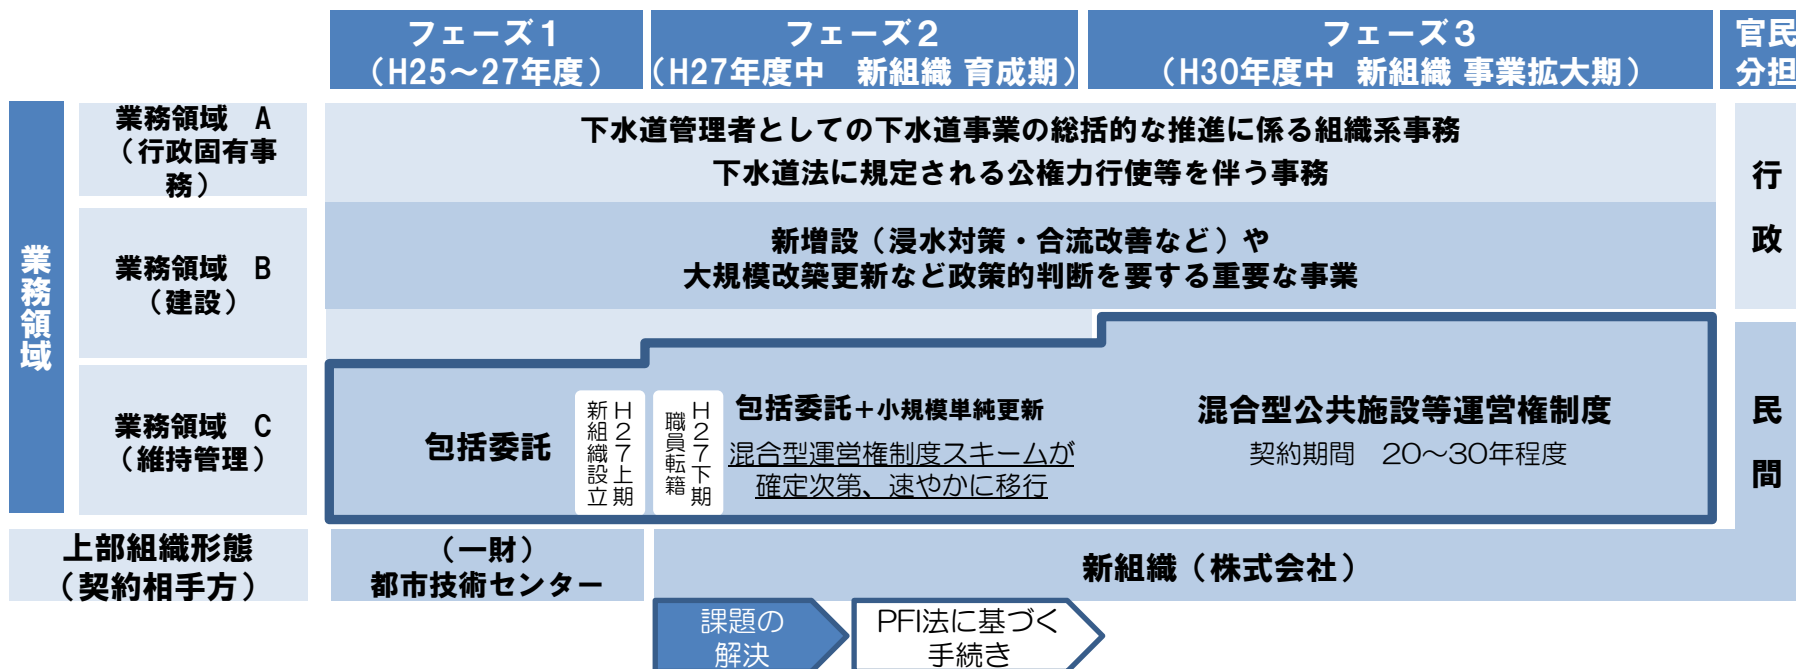 フェーズ１
（H25～27年度）
フェーズ２
（H27年度中　新組織 育成期）
フェーズ３
（H30年度中 新組織 事業拡大期）
官民
分担
業務領域
業務領域　A
（行政固有事
務）
下水道管理者としての下水道事業の総括的な推進に係る組織系事務
下水道法に規定される公権力行使等を伴う事務
行
政
業務領域　B
（建設）
新増設（浸水対策・合流改善など）や
大規模改築更新など政策的判断を要する重要な事業
業務領域　C
（維持管理）
包括委託
H27上期
新組織設立
H27下期
職員転籍
包括委託＋小規模単純更新
混合型運営権制度スキームが
確定次第、速やかに移行
混合型公共施設等運営権制度
契約期間　20～30年程度
民
間
上部組織形態
（契約相手方）
（一財）
都市技術センター
新組織（株式会社）
課題の
解決
PFI法に基づく
手続き